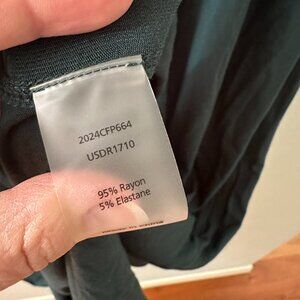 2024CFP664
USDR1710
95% Rayon
5% Elastane